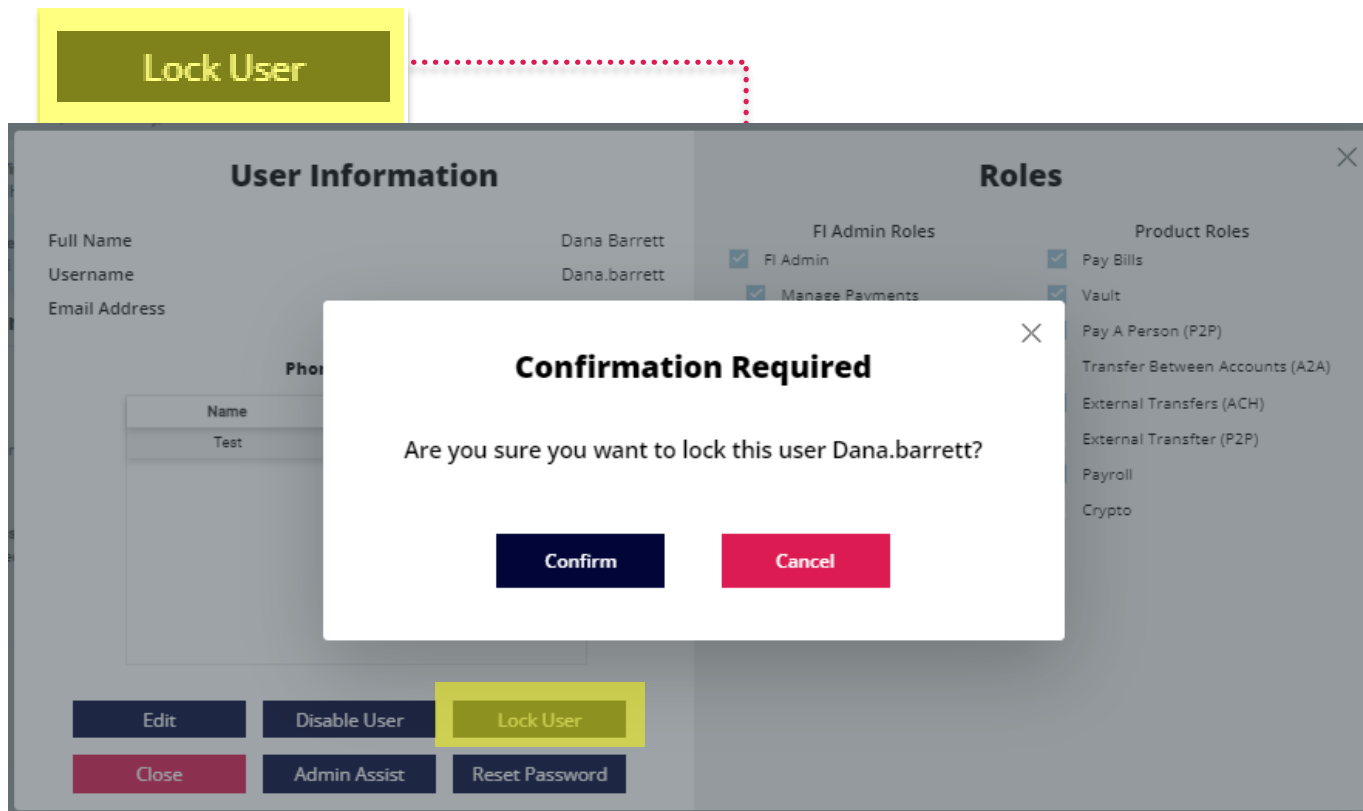 Lock User
User Information
Full Name Dana Barrett
Username Dana.barrett
Email Address
Name
Test
Roles
FI Admin Roles
FI Admin
Manage Payments
Product Roles
Pay Bills
Vault
Pay A Person (P2P)
Transfer Between Accounts (A2A)
External Transfers (ACH)
External Transfter (P2P)
Payroll
Crypto
Confirmation Required
Are you sure you want to lock this user Dana.barrett?
Confirm Cancel
Edit Disable User Lock User
Close Admin Assist Reset Password